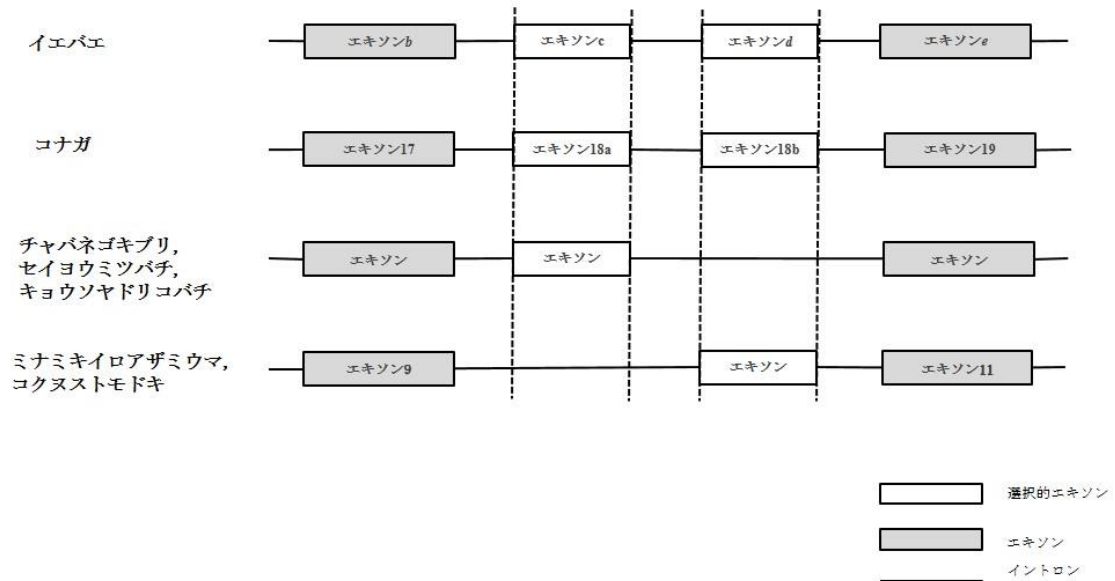 イエバエ
エキソンb
エキソンc
エキソンd
エキソンe
コナガ
エキソン17
エキソン18a
エキソン18b
エキソン19
チャバネゴキブリ,
セイヨウミツバチ,
キョウソヤドリコバチ
エキソン
エキソン
エキソン
ミナミキイロアザミウマ,
コクヌストモドキ
エキソン9
エキソン
エキソン11
選択的エキソン
エキソン
イントロン